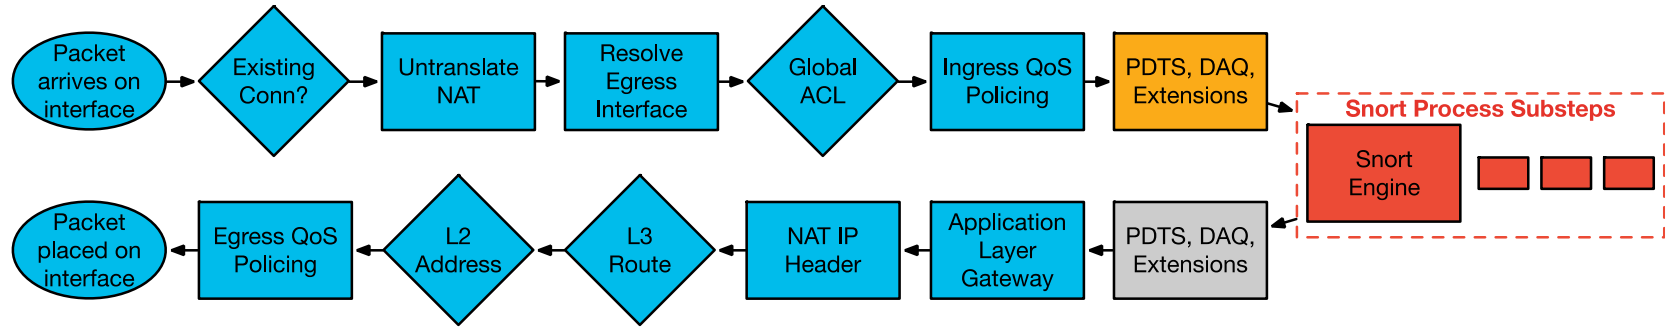 Packet
arrives on
interface
Existing
Conn?
Untranslate
NAT
Resolve
Egress
Interface
Global
ACL
Ingress QoS
Policing
PDTS, DAQ,
Extensions
Snort Process Substeps
Snort
Engine
PDTS, DAQ,
Extensions
Application
Layer
Gateway
NAT IP
Header
L3
Route
L2
Address
Egress QoS
Policing
Packet
placed on
interface